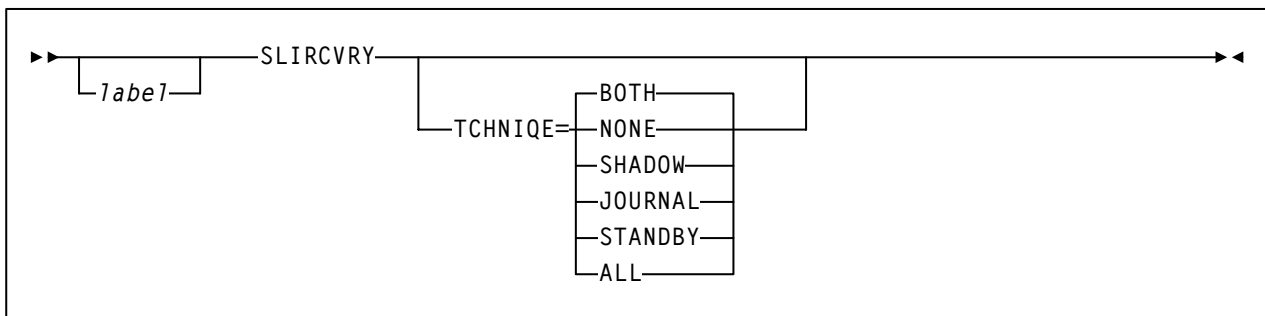 SLIRCVRY
label
BOTH
TCHNIQE= NONE
SHADOW
JOURNAL
STANDBY
ALL